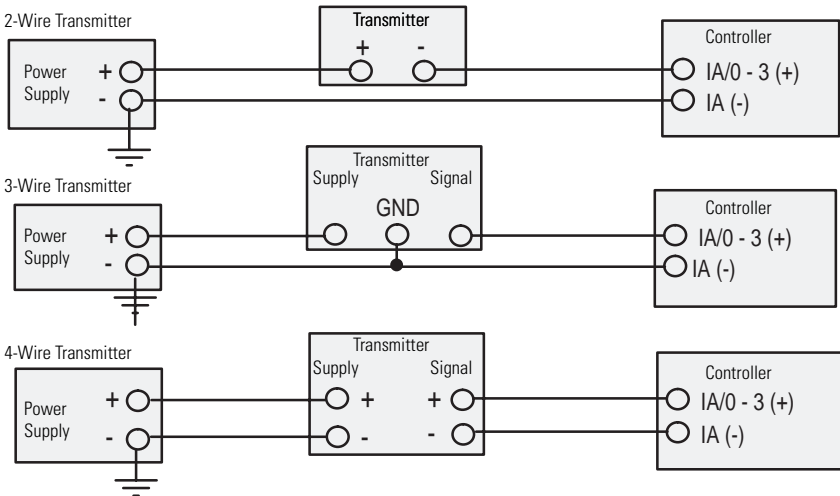 2-Wire Transmitter
Power Supply
+
-
Transmitter
+ -
Controller
IA/0 - 3 (+)
IA (-)
3-Wire Transmitter
Power Supply
+
-
Transmitter
Supply Signal
GND
Controller
IA/0 - 3 (+)
IA (-)
4-Wire Transmitter
Power Supply
+
-
Transmitter
Supply Signal
+ +
- -
Controller
IA/0 - 3 (+)
IA (-)